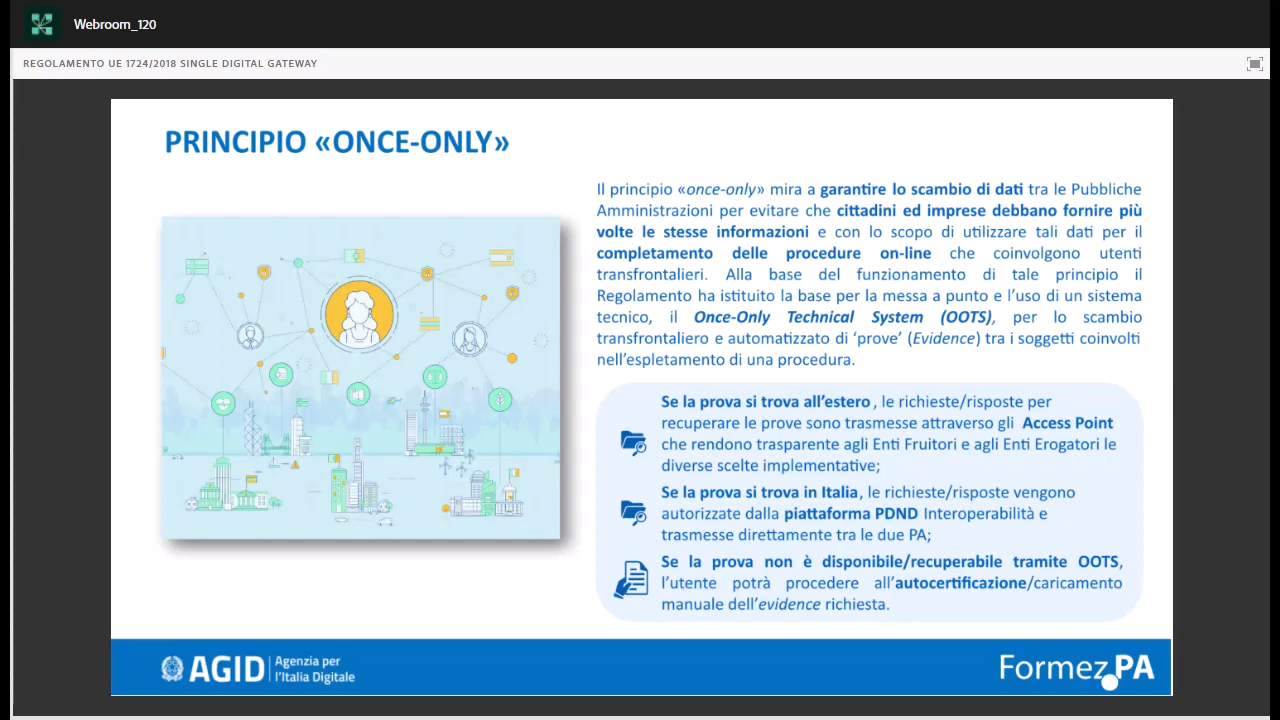 Webroom_120
REGOLAMENTO UE 1724/2018 SINGLE DIGITAL GATEWAY
PRINCIPIO «ONCE-ONLY»
Il principio «once-only» mira a garantire lo scambio di dati tra le Pubbliche
Amministrazioni per evitare che cittadini ed imprese debbano fornire più
volte le stesse informazioni e con lo scopo di utilizzare tali dati per il
completamento delle procedure on-line che coinvolgono utenti
transfrontalieri. Alla base del funzionamento di tale principio il
Regolamento ha istituito la base per la messa a punto e l'uso di un sistema
tecnico, il Once-Only Technical System (OOTS), per lo scambio
transfrontaliero e automatizzato di 'prove' (Evidence) tra i soggetti coinvolti
nell'espletamento di una procedura.
Se la prova si trova all'estero, le richieste/risposte per
recuperare le prove sono trasmesse attraverso gli Access Point
che rendono trasparente agli Enti Fruitori e agli Enti Erogatori le
diverse scelte implementative;
Se la prova si trova in Italia, le richieste/risposte vengono
autorizzate dalla piattaforma PDND Interoperabilità e
trasmesse direttamente tra le due PA;
Se la prova non è disponibile/recuperabile tramite OOTS,
l'utente potrà procedere all'autocertificazione/caricamento
manuale dell'evidence richiesta.
AGID
Agenzia per
l'Italia Digitale
Formez PA